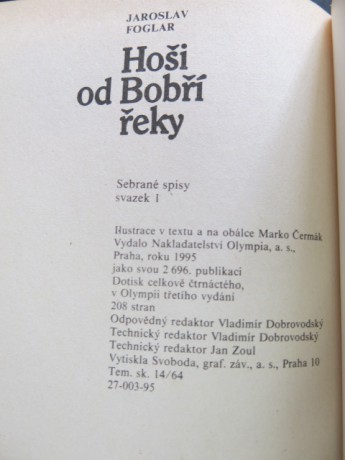 JAROSLAV
FOGLAR
Hoši
od Bobří
řeky
Sebrané spisy
svazek 1
Ilustrace v textu a na obálce Marko Čermák
Vydalo Nakladatelství Olympia, a. s.,
Praha, roku 1995
jako svou 2 696. publikaci
Dotisk celkově čtrnáctého,
v Olympii třetího vydání
208 stran
Odpovědný redaktor Vladimír Dobrovodský
Technický redaktor Vladimír Dobrovodský
Technický redaktor Jan Zoul
Vytiskla Svoboda, graf. záv., a. s., Praha 10
Tem. sk. 14/64
27-003-95